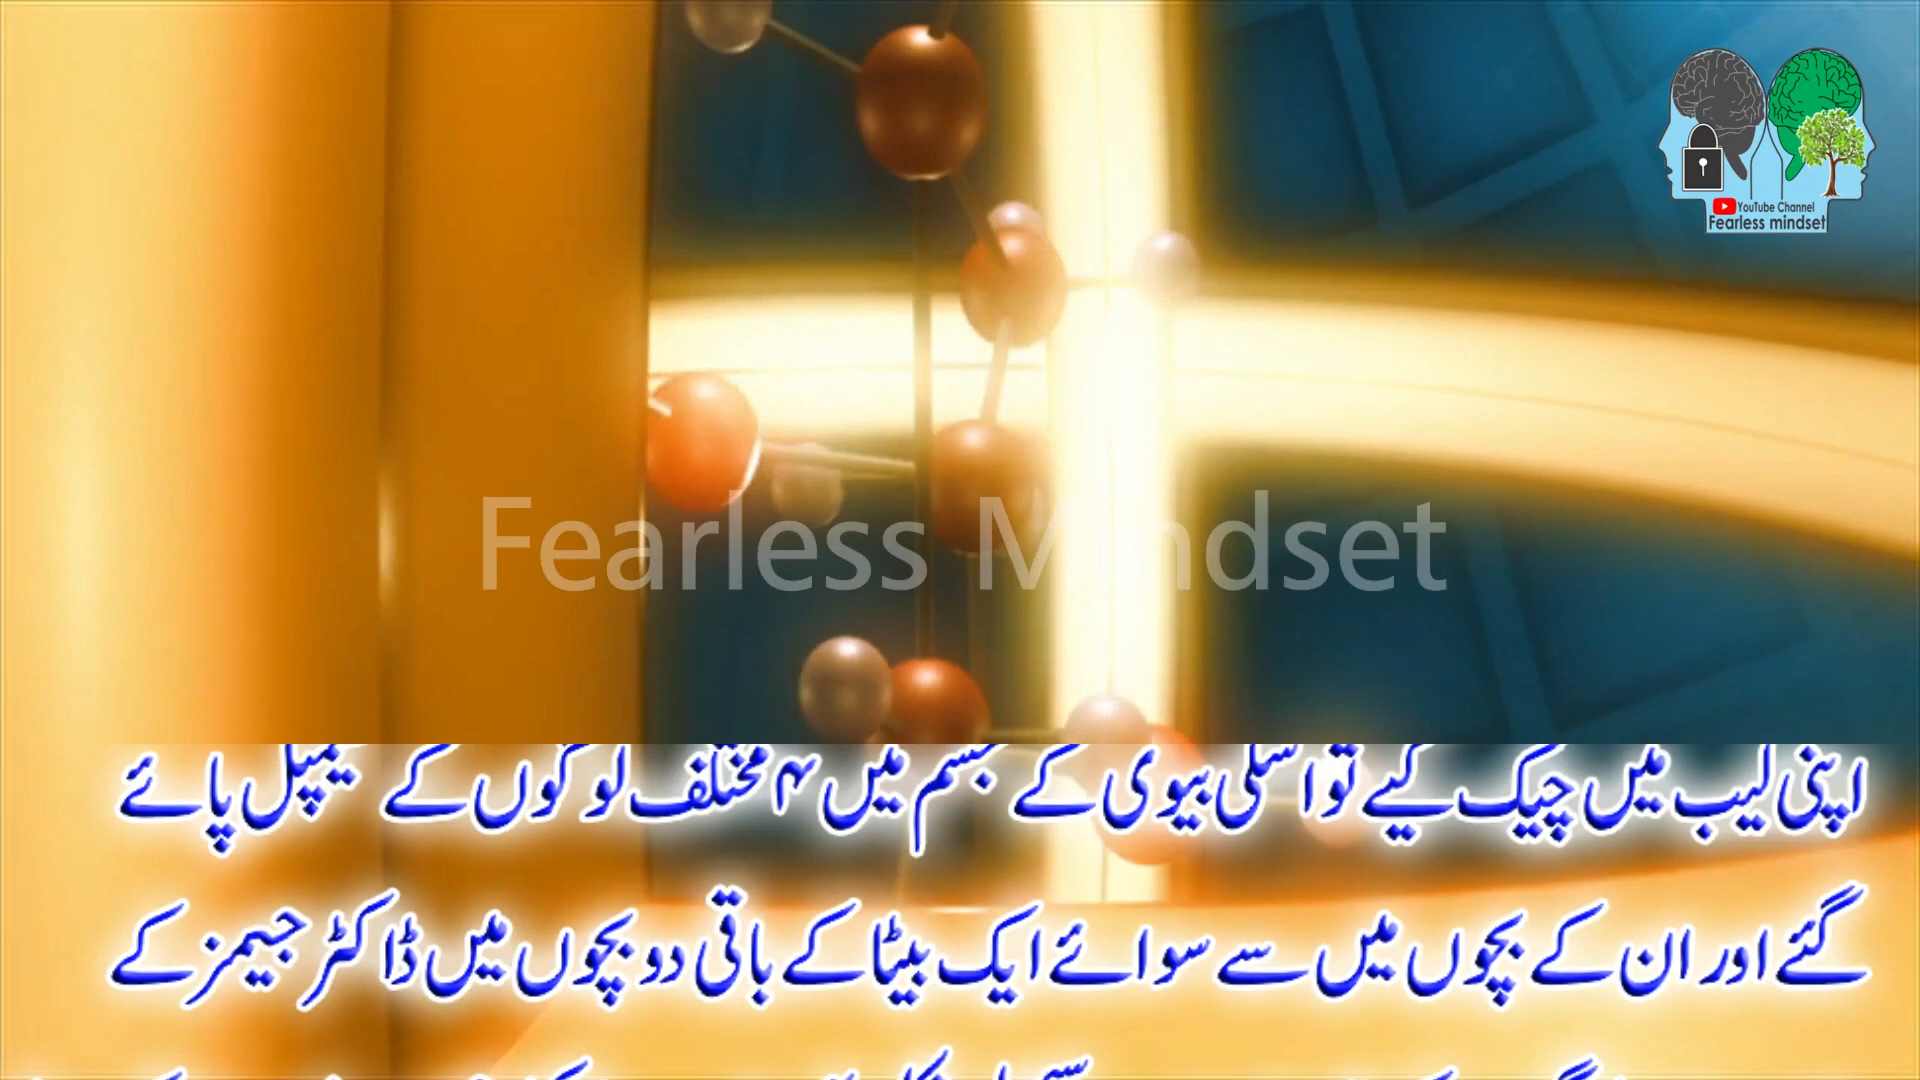 YouTube Channel
Fearless mindset
Fearless Mindset
اپنی لیب میں چیک کیے تو اسکی بیوی کے جسم میں ۴ مختلف لوگوں کے سیمپل پائے
گئے اور ان کے بچوں میں سے سوائے ایک بیٹا کے باقی دو بچوں میں ڈاکٹر جیمز کے